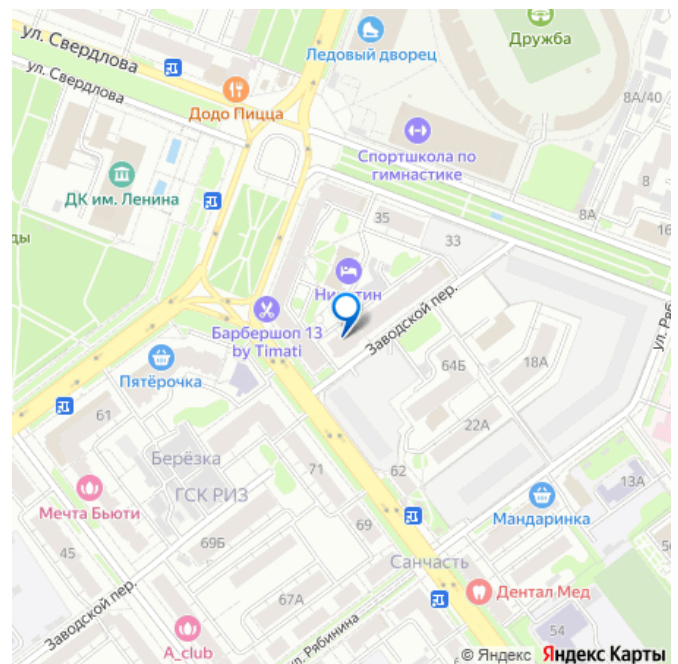 ул. Свердлова
Ледовый дворец
Дружба
8А/40
ул. Свердлова
Додо Пицца
Спортшкола по
гимнастике
8
ДК им. Ленина
35
8А
16
33
ды
Заводской пер.
Барбершоп 13
by Timati
Пятёрочка
64Б
18А
61
22А
Берёзка
71
62
13А
ГСК РИЗ
Мечта Бьюти
69
Мандаринка
45
69Б
Санчасть
Дентал Мед
67А
Заводской пер.
54
A_club
ул. Рябинина
© Яндекс Яндекс Карты